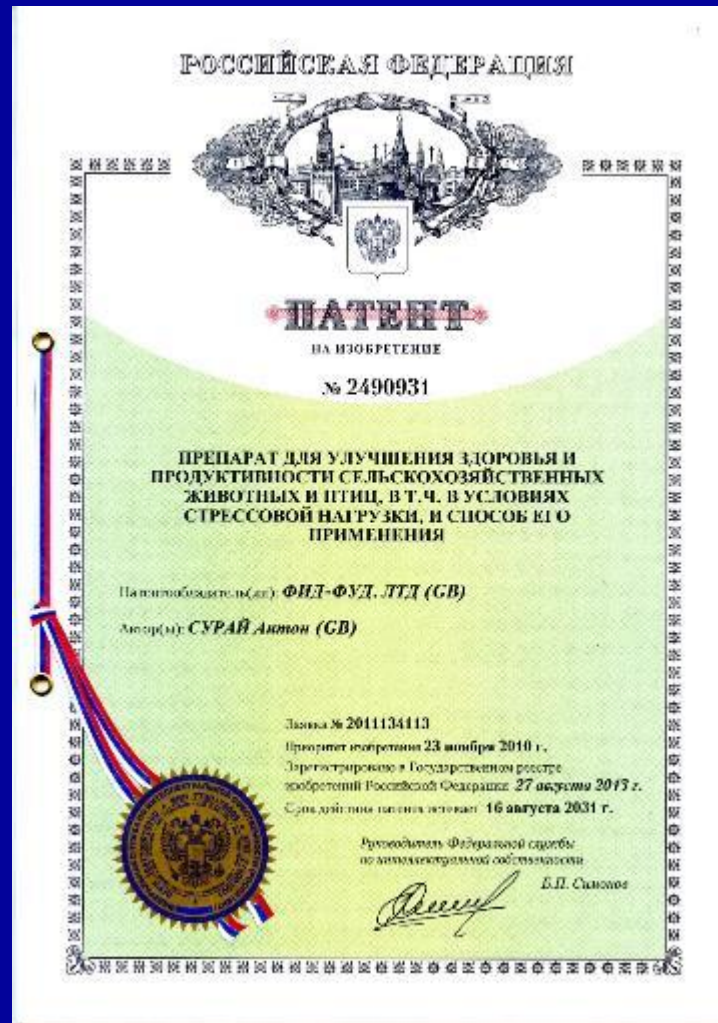 РОССИЙСКАЯ ФЕДЕРАЦИЯ
ПАТЕНТ
НА ИЗОБРЕТЕНИЕ
№ 2490931
ПРЕПАРАТ ДЛЯ УЛУЧШЕНИЯ ЗДОРОВЬЯ И
ПРОДУКТИВНОСТИ СЕЛЬСКОХОЗЯЙСТВЕННЫХ
ЖИВОТНЫХ И ПТИЦ, В Т.Ч. В УСЛОВИЯХ
СТРЕССОВОЙ НАГРУЗКИ, И СПОСОБ ЕГО
ПРИМЕНЕНИЯ
Патентообладатель(ли): ФИД-ФУД. ЛТД (GB)
Автор(ы): СУРАЙ Антон (GB)
Заявка № 2011134113
Приоритет изобретения 23 ноября 2010 г.
Зарегистрировано в Государственном реестре
изобретений Российской Федерации 27 августа 2013 г.
Срок действия патента истекает 16 августа 2031 г.
Руководитель Федеральной службы
по интеллектуальной собственности
Б.П. Симонов